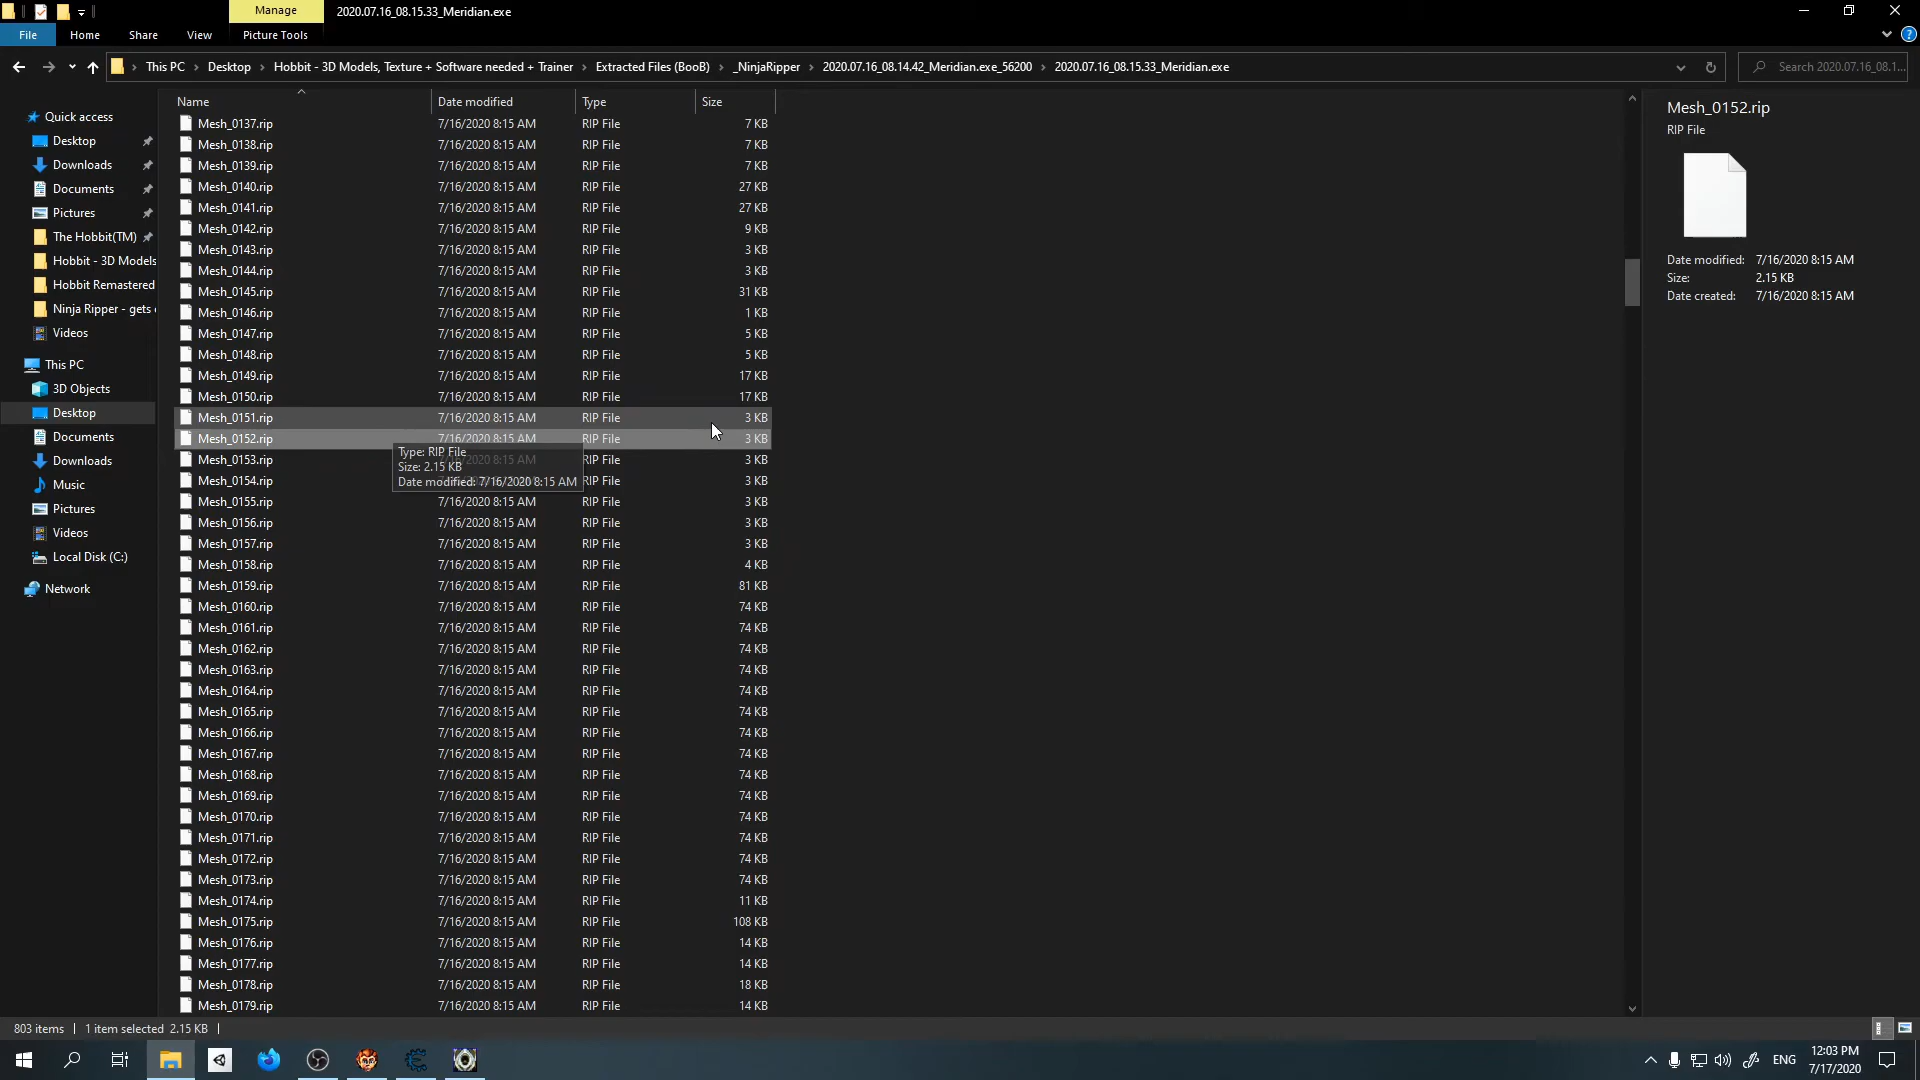 Manage
2020.07.16_08.15.33_Meridian.exe
File
Home
Share
View
Picture Tools
This PC
Desktop
Hobbit - 3D Models, Texture + Software needed + Trainer
Extracted Files (BooB)
_NinjaRipper
2020.07.16_08.14.42_Meridian.exe_56200
2020.07.16_08.15.33_Meridian.exe
Search 2020.07.16_08.1...
Quick access
Desktop
Downloads
Documents
Pictures
The Hobbit(TM)
Hobbit - 3D Models
Hobbit Remastered
Ninja Ripper - gets
Videos
This PC
3D Objects
Desktop
Documents
Downloads
Music
Pictures
Videos
Local Disk (C:)
Network
Name Date modified Type Size
Mesh_0137.rip 7/16/2020 8:15 AM RIP File 7 KB
Mesh_0138.rip 7/16/2020 8:15 AM RIP File 7 KB
Mesh_0139.rip 7/16/2020 8:15 AM RIP File 7 KB
Mesh_0140.rip 7/16/2020 8:15 AM RIP File 27 KB
Mesh_0141.rip 7/16/2020 8:15 AM RIP File 27 KB
Mesh_0142.rip 7/16/2020 8:15 AM RIP File 9 KB
Mesh_0143.rip 7/16/2020 8:15 AM RIP File 3 KB
Mesh_0144.rip 7/16/2020 8:15 AM RIP File 3 KB
Mesh_0145.rip 7/16/2020 8:15 AM RIP File 31 KB
Mesh_0146.rip 7/16/2020 8:15 AM RIP File 1 KB
Mesh_0147.rip 7/16/2020 8:15 AM RIP File 5 KB
Mesh_0148.rip 7/16/2020 8:15 AM RIP File 5 KB
Mesh_0149.rip 7/16/2020 8:15 AM RIP File 17 KB
Mesh_0150.rip 7/16/2020 8:15 AM RIP File 17 KB
Mesh_0151.rip 7/16/2020 8:15 AM RIP File 3 KB
Mesh_0152.rip 7/16/2020 8:15 AM RIP File 3 KB
Mesh_0153.rip RIP File 3 KB
Mesh_0154.rip RIP File 3 KB
Mesh_0155.rip 7/16/2020 8:15 AM RIP File 3 KB
Mesh_0156.rip 7/16/2020 8:15 AM RIP File 3 KB
Mesh_0157.rip 7/16/2020 8:15 AM RIP File 3 KB
Mesh_0158.rip 7/16/2020 8:15 AM RIP File 4 KB
Mesh_0159.rip 7/16/2020 8:15 AM RIP File 81 KB
Mesh_0160.rip 7/16/2020 8:15 AM RIP File 74 KB
Mesh_0161.rip 7/16/2020 8:15 AM RIP File 74 KB
Mesh_0162.rip 7/16/2020 8:15 AM RIP File 74 KB
Mesh_0163.rip 7/16/2020 8:15 AM RIP File 74 KB
Mesh_0164.rip 7/16/2020 8:15 AM RIP File 74 KB
Mesh_0165.rip 7/16/2020 8:15 AM RIP File 74 KB
Mesh_0166.rip 7/16/2020 8:15 AM RIP File 74 KB
Mesh_0167.rip 7/16/2020 8:15 AM RIP File 74 KB
Mesh_0168.rip 7/16/2020 8:15 AM RIP File 74 KB
Mesh_0169.rip 7/16/2020 8:15 AM RIP File 74 KB
Mesh_0170.rip 7/16/2020 8:15 AM RIP File 74 KB
Mesh_0171.rip 7/16/2020 8:15 AM RIP File 74 KB
Mesh_0172.rip 7/16/2020 8:15 AM RIP File 74 KB
Mesh_0173.rip 7/16/2020 8:15 AM RIP File 74 KB
Mesh_0174.rip 7/16/2020 8:15 AM RIP File 11 KB
Mesh_0175.rip 7/16/2020 8:15 AM RIP File 108 KB
Mesh_0176.rip 7/16/2020 8:15 AM RIP File 14 KB
Mesh_0177.rip 7/16/2020 8:15 AM RIP File 14 KB
Mesh_0178.rip 7/16/2020 8:15 AM RIP File 18 KB
Mesh_0179.rip 7/16/2020 8:15 AM RIP File 14 KB
Type: RIP File
Size: 2.15 KB
Date modified: 7/16/2020 8:15 AM
Mesh_0152.rip
RIP File
Date modified: 7/16/2020 8:15 AM
Size: 2.15 KB
Date created: 7/16/2020 8:15 AM
803 items
1 item selected 2.15 KB
ENG
12:03 PM
7/17/2020